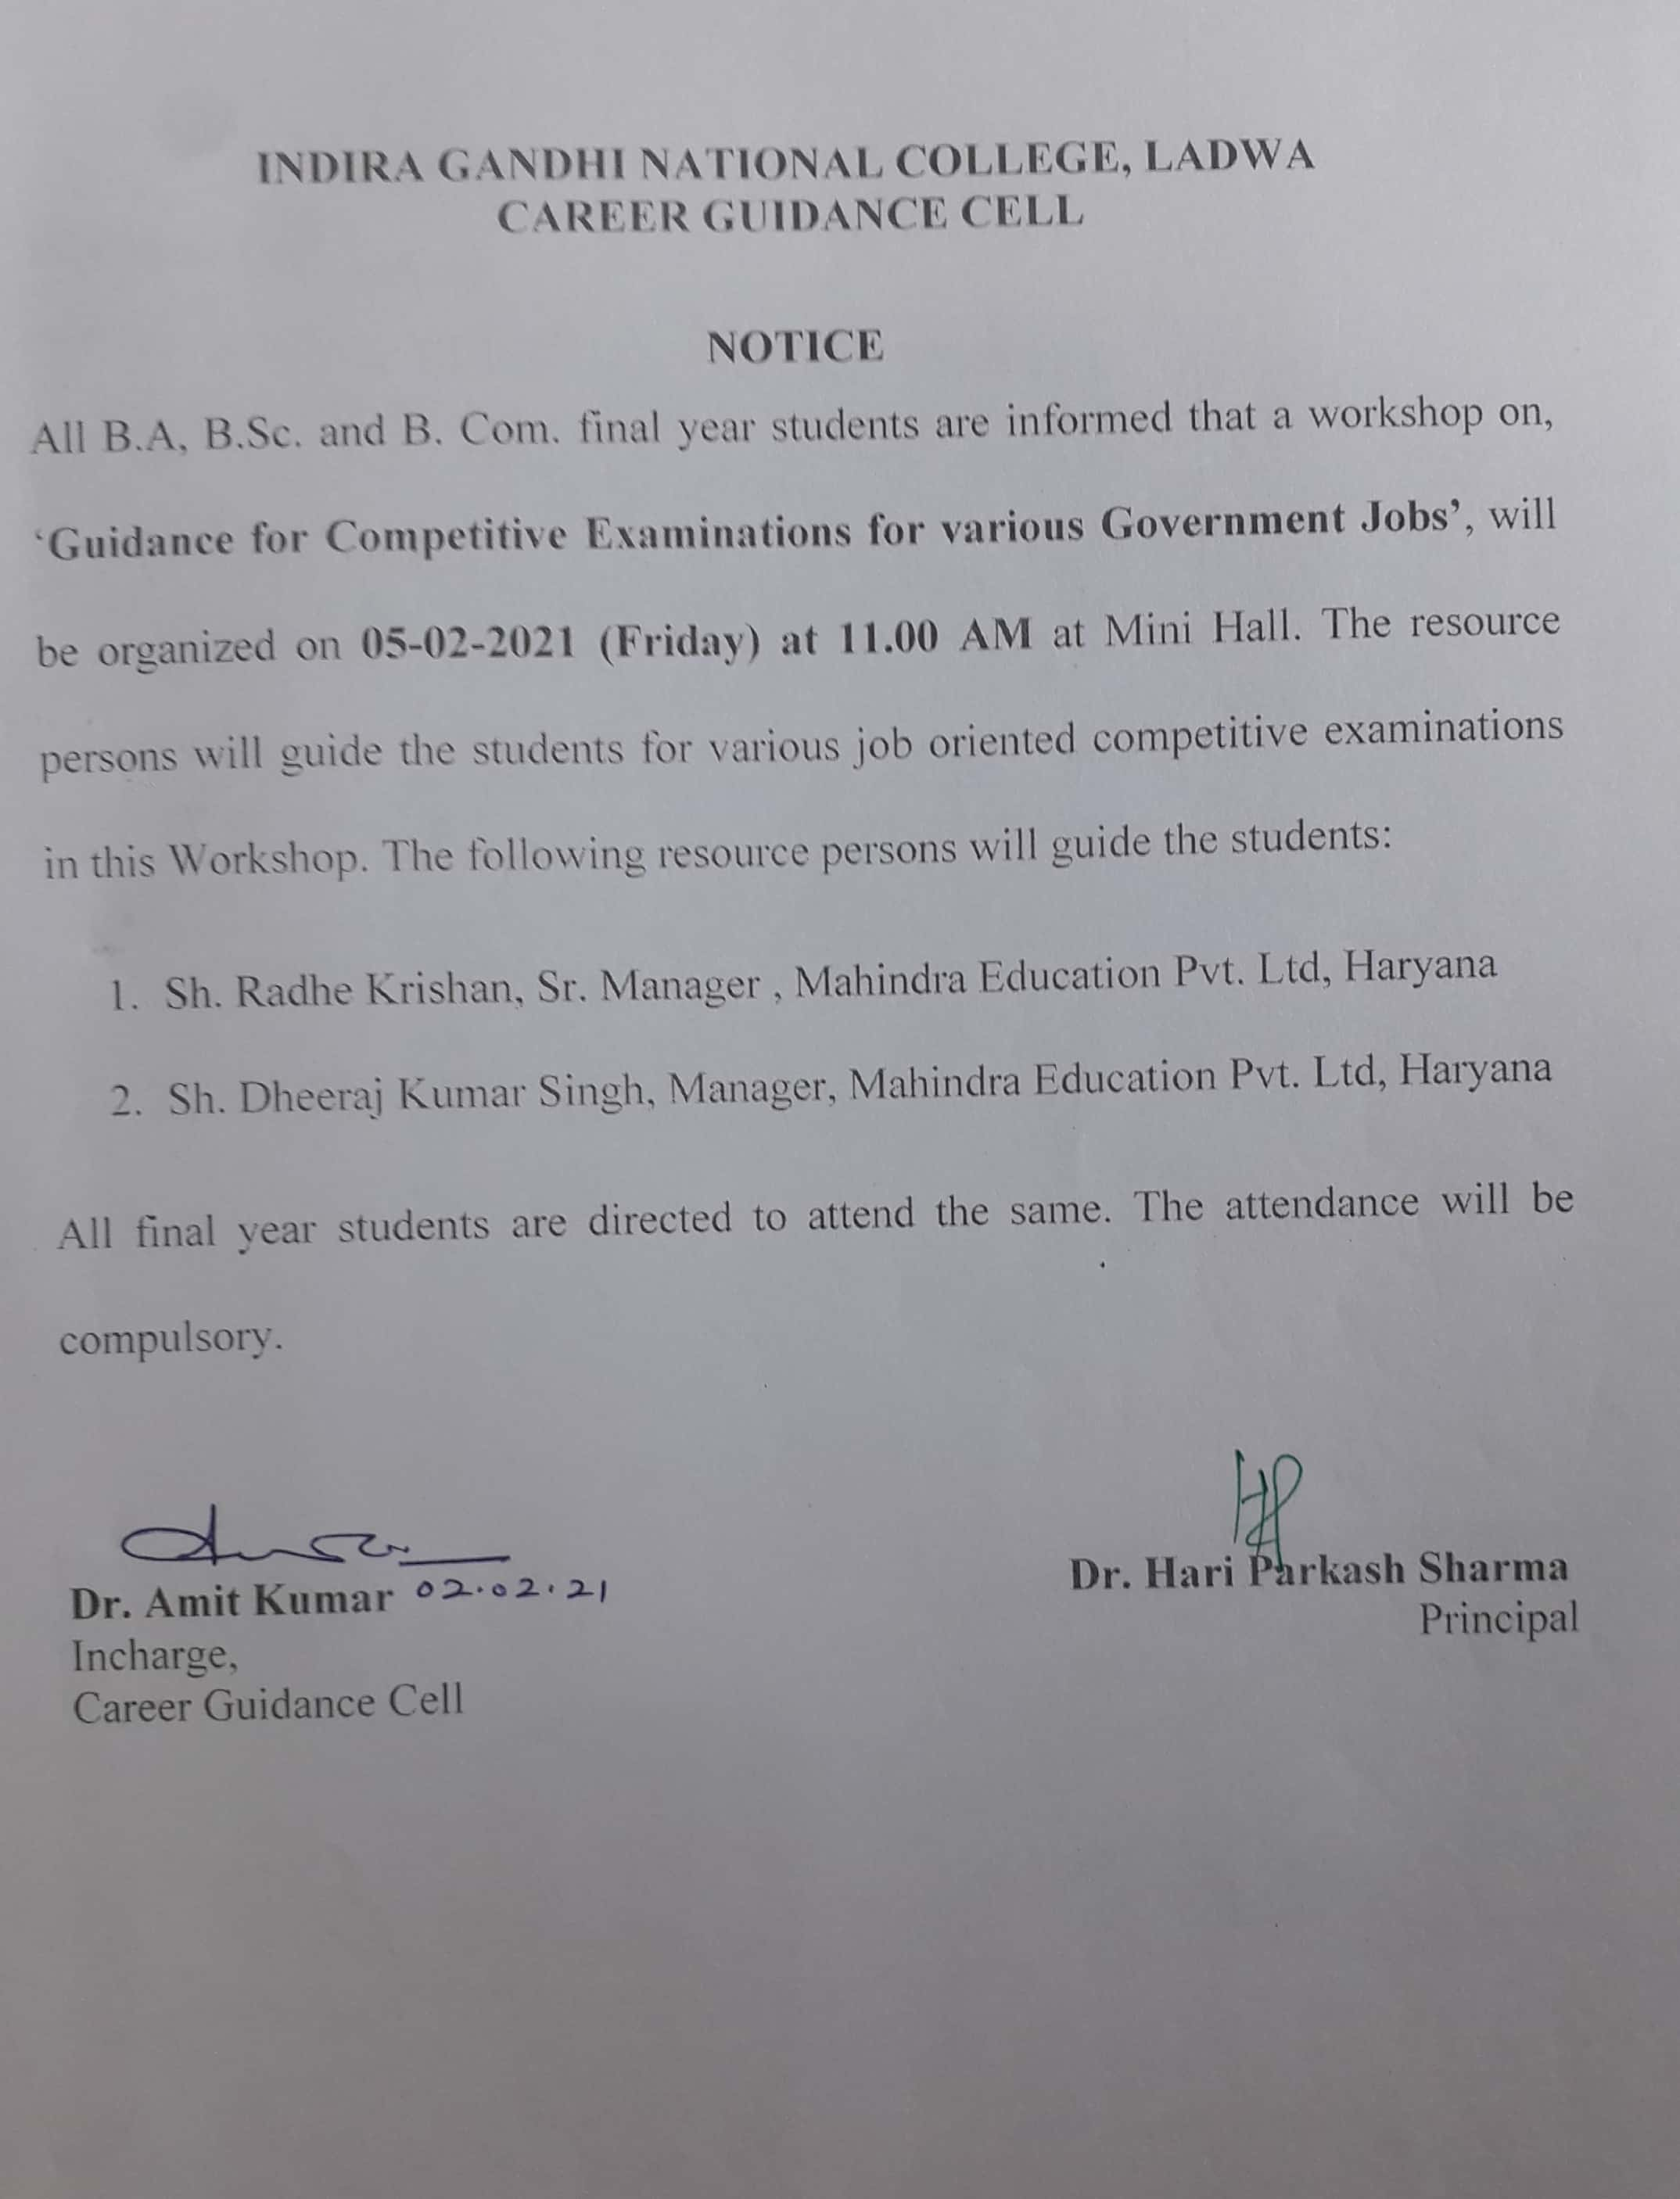 INDIRA GANDHI NATIONAL COLLEGE, LADWA
CAREER GUIDANCE CELL
NOTICE
All B.A, B.Sc. and B. Com. final year students are informed that a workshop on,
‘Guidance for Competitive Examinations for various Government Jobs’, will
be organized on 05-02-2021 (Friday) at 11.00 AM at Mini Hall. The resource
persons will guide the students for various job oriented competitive examinations
in this Workshop. The following resource persons will guide the students:
1. Sh. Radhe Krishan, Sr. Manager , Mahindra Education Pvt. Ltd, Haryana
2. Sh. Dheeraj Kumar Singh, Manager, Mahindra Education Pvt. Ltd, Haryana
All final year students are directed to attend the same. The attendance will be
compulsory.
Dr. Amit Kumar 02.02.21
Incharge,
Career Guidance Cell
Dr. Hari Parkash Sharma
Principal